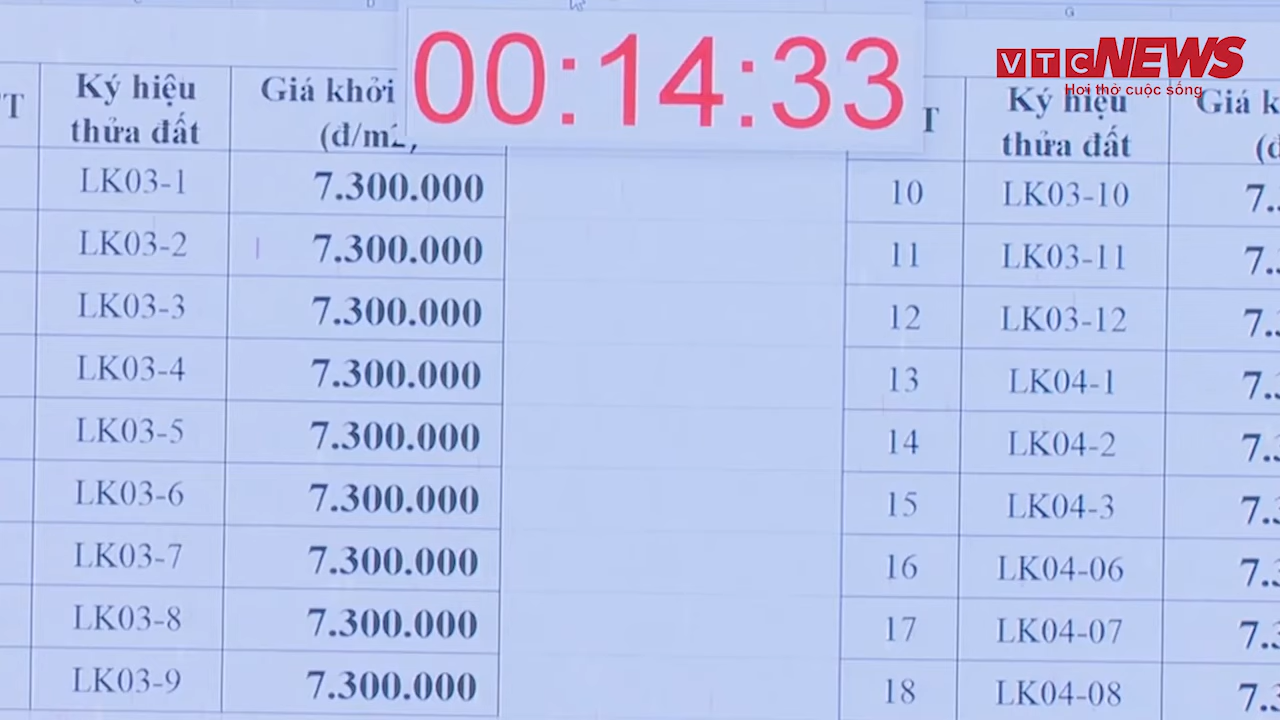 00:14:33
VTC NEWS
Hơi thở cuộc sống
Ký hiệu thửa đất Giá khởi (đ/m2)
LK03-1 7.300.000
LK03-2 7.300.000
LK03-3 7.300.000
LK03-4 7.300.000
LK03-5 7.300.000
LK03-6 7.300.000
LK03-7 7.300.000
LK03-8 7.300.000
LK03-9 7.300.000
Ký hiệu thửa đất Giá
10 LK03-10
11 LK03-11
12 LK03-12
13 LK04-1
14 LK04-2
15 LK04-3
16 LK04-06
17 LK04-07
18 LK04-08